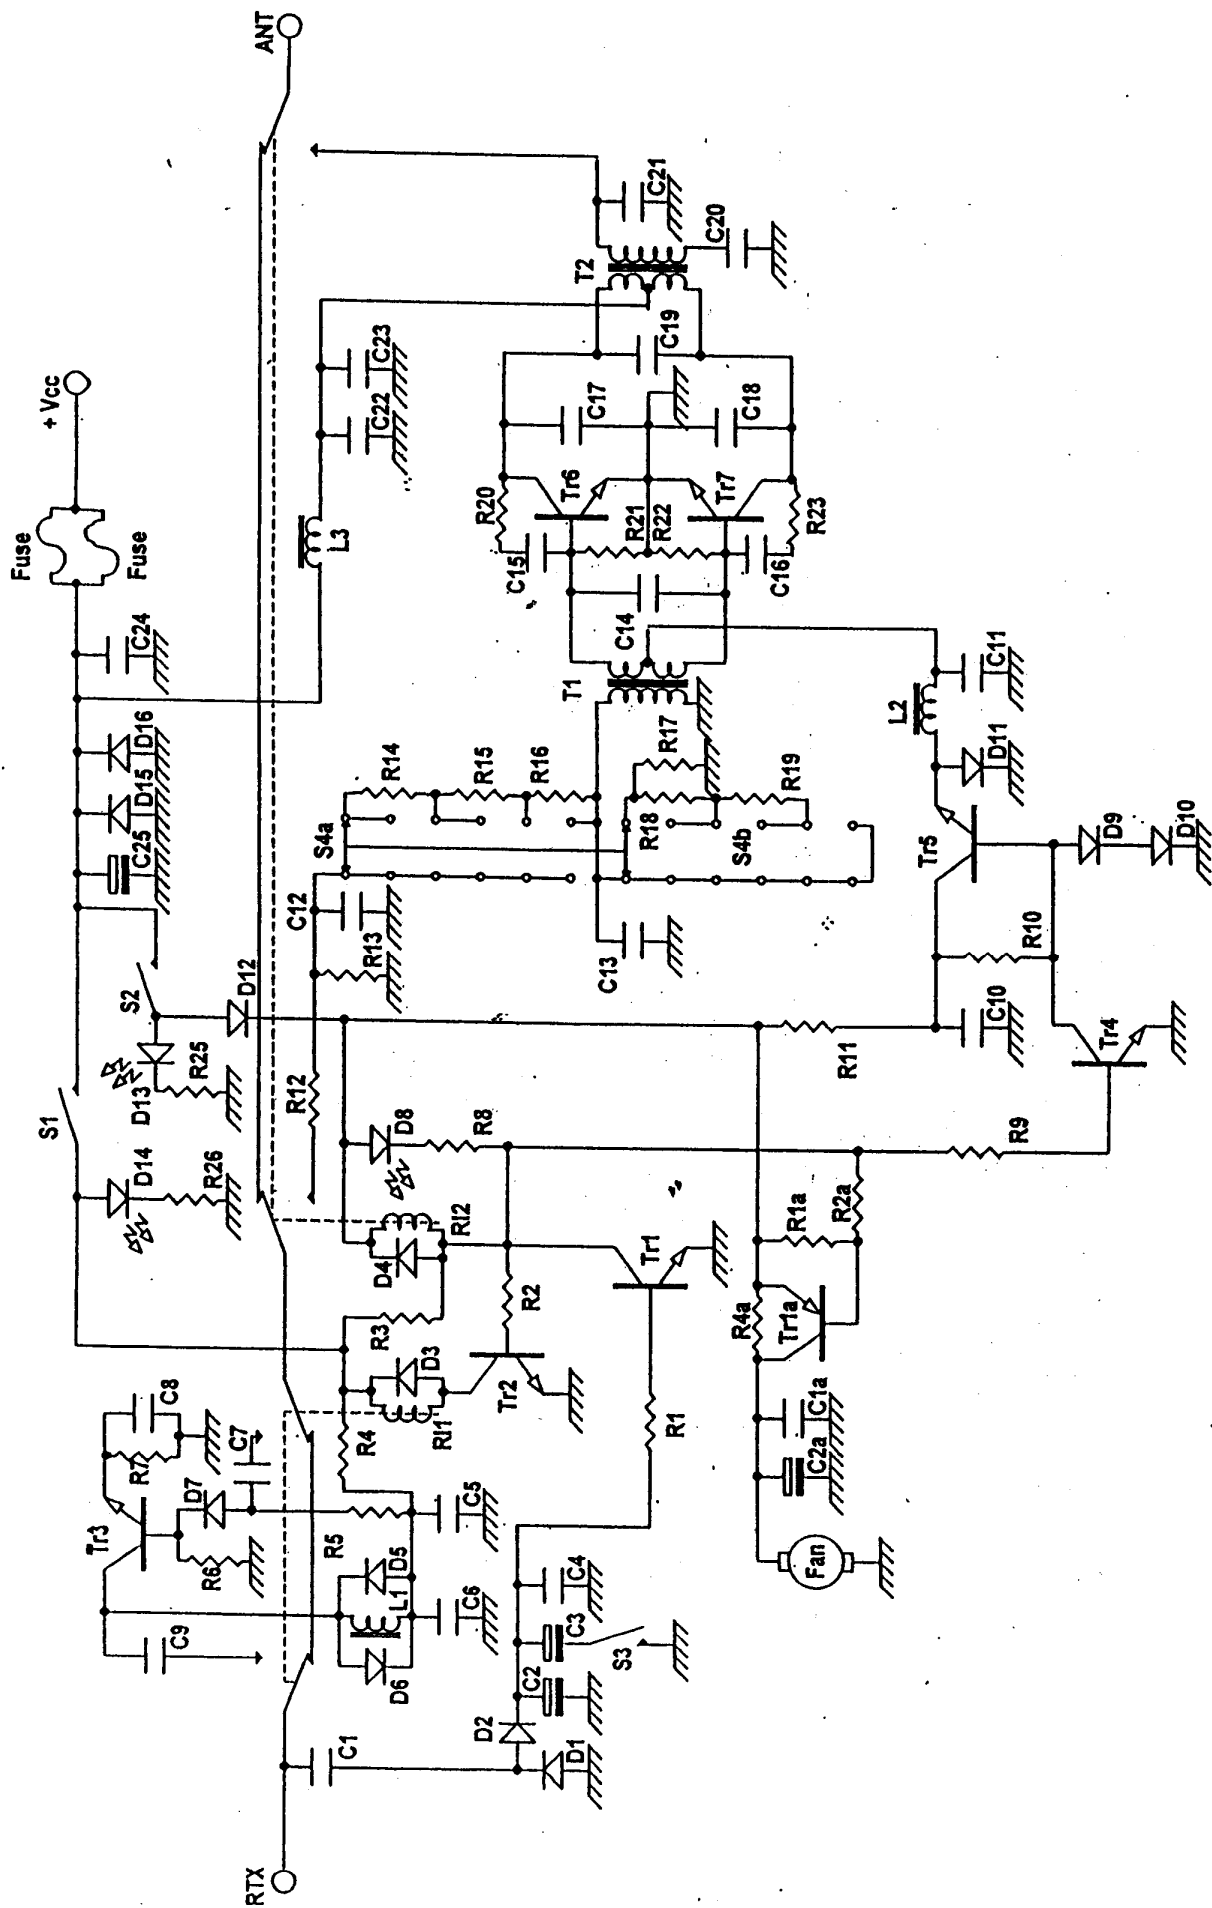 RTX
ANT
+ Vcc
Fuse
Fuse
C24
D16
D15
C25
S2
D12
D13
R25
S1
D14
R26
C23
C22
L3
C21
T2
C20
C19
C17
C18
R20
Tr6
R21
R22
Tr7
R23
C15
C16
C14
T1
R14
R15
R16
R17
R18
R19
S4a
S4b
C12
R13
C13
R12
L2
C11
D11
Tr5
D9
D10
R10
C10
Tr4
R11
R9
D8
R8
Rl2
D4
R3
R2
Tr1
D3
Rl1
Tr2
R4
R1
R1a
R2a
R4a
Tr1a
C1a
C2a
Fan
C8
R7
C7
D7
Tr3
R6
R5
D5
L1
D6
C5
C6
C9
C4
C3
S3
C2
D2
D1
C1